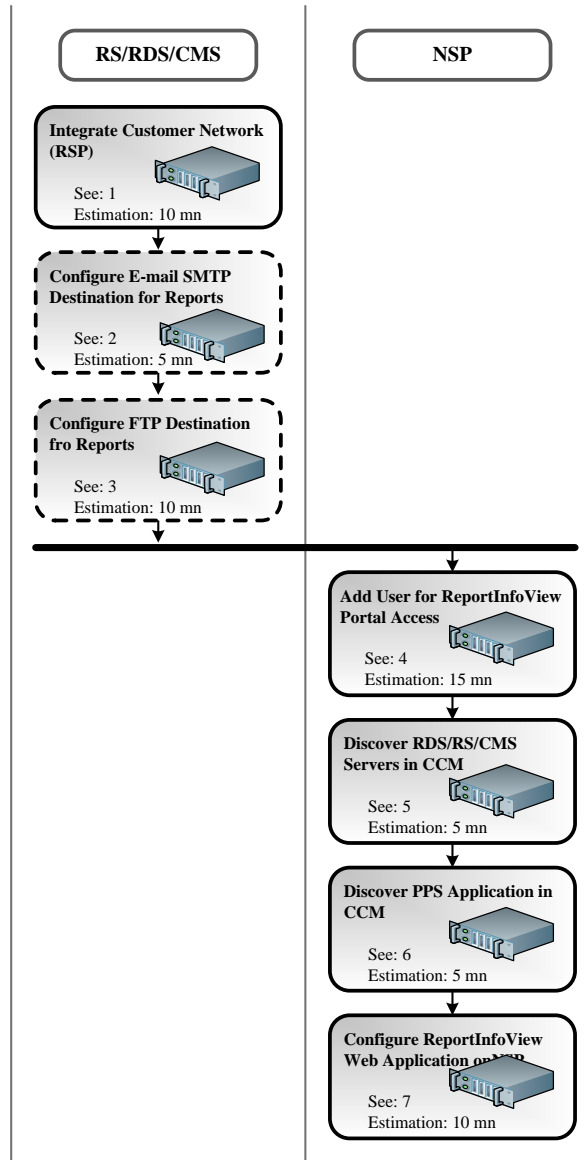 RS/RDS/CMS
NSP
Integrate Customer Network
(RSP)
See: 1
Estimation: 10 mn
Configure E-mail SMTP
Destination for Reports
See: 2
Estimation: 5 mn
Configure FTP Destination
fro Reports
See: 3
Estimation: 10 mn
Add User for ReportInfoView
Portal Access
See: 4
Estimation: 15 mn
Discover RDS/RS/CMS
Servers in CCM
See: 5
Estimation: 5 mn
Discover PPS Application in
CCM
See: 6
Estimation: 5 mn
Configure ReportInfoView
Web Application onNSP
See: 7
Estimation: 10 mn